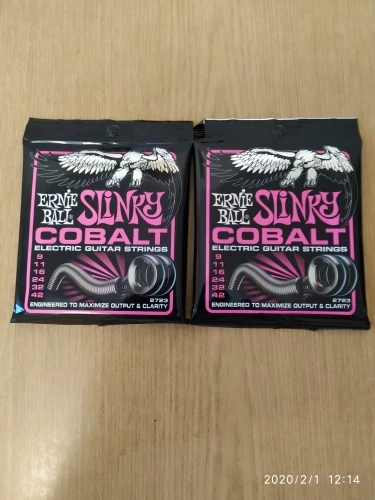 ERNIE BALL SLINKY
COBALT
ELECTRIC GUITAR STRINGS
9
11
16
24
32
42
2723
ENGINEERED TO MAXIMIZE OUTPUT & CLARITY
ERNIE BALL SLINKY
COBALT
ELECTRIC GUITAR STRINGS
9
11
16
24
32
42
2723
ENGINEERED TO MAXIMIZE OUTPUT & CLARITY
2020/2/1 12:14